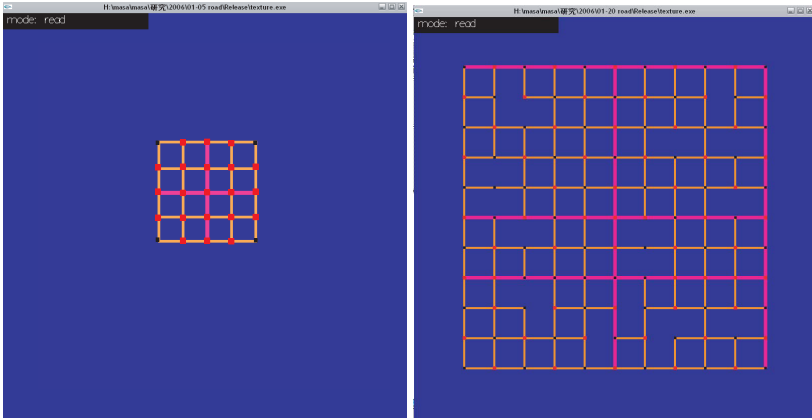 H:\masa\masa\研究\2006\01-05 road\Release\texture.exe
mode: read
H:\masa\masa\研究\2006\01-20 road\Release\texture.exe
mode: read